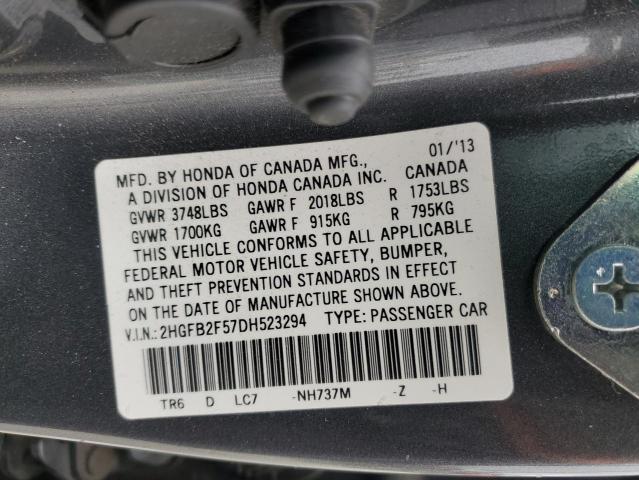 MFD. BY HONDA OF CANADA MFG., 01/'13
A DIVISION OF HONDA CANADA INC. CANADA
GVWR 3748LBS GAWR F 2018LBS R 1753LBS
GVWR 1700KG GAWR F 915KG R 795KG
THIS VEHICLE CONFORMS TO ALL APPLICABLE
FEDERAL MOTOR VEHICLE SAFETY, BUMPER,
AND THEFT PREVENTION STANDARDS IN EFFECT
ON THE DATE OF MANUFACTURE SHOWN ABOVE.
V.I.N.: 2HGFB2F57DH523294 TYPE: PASSENGER CAR
TR6 D LC7 -NH737M -Z -H